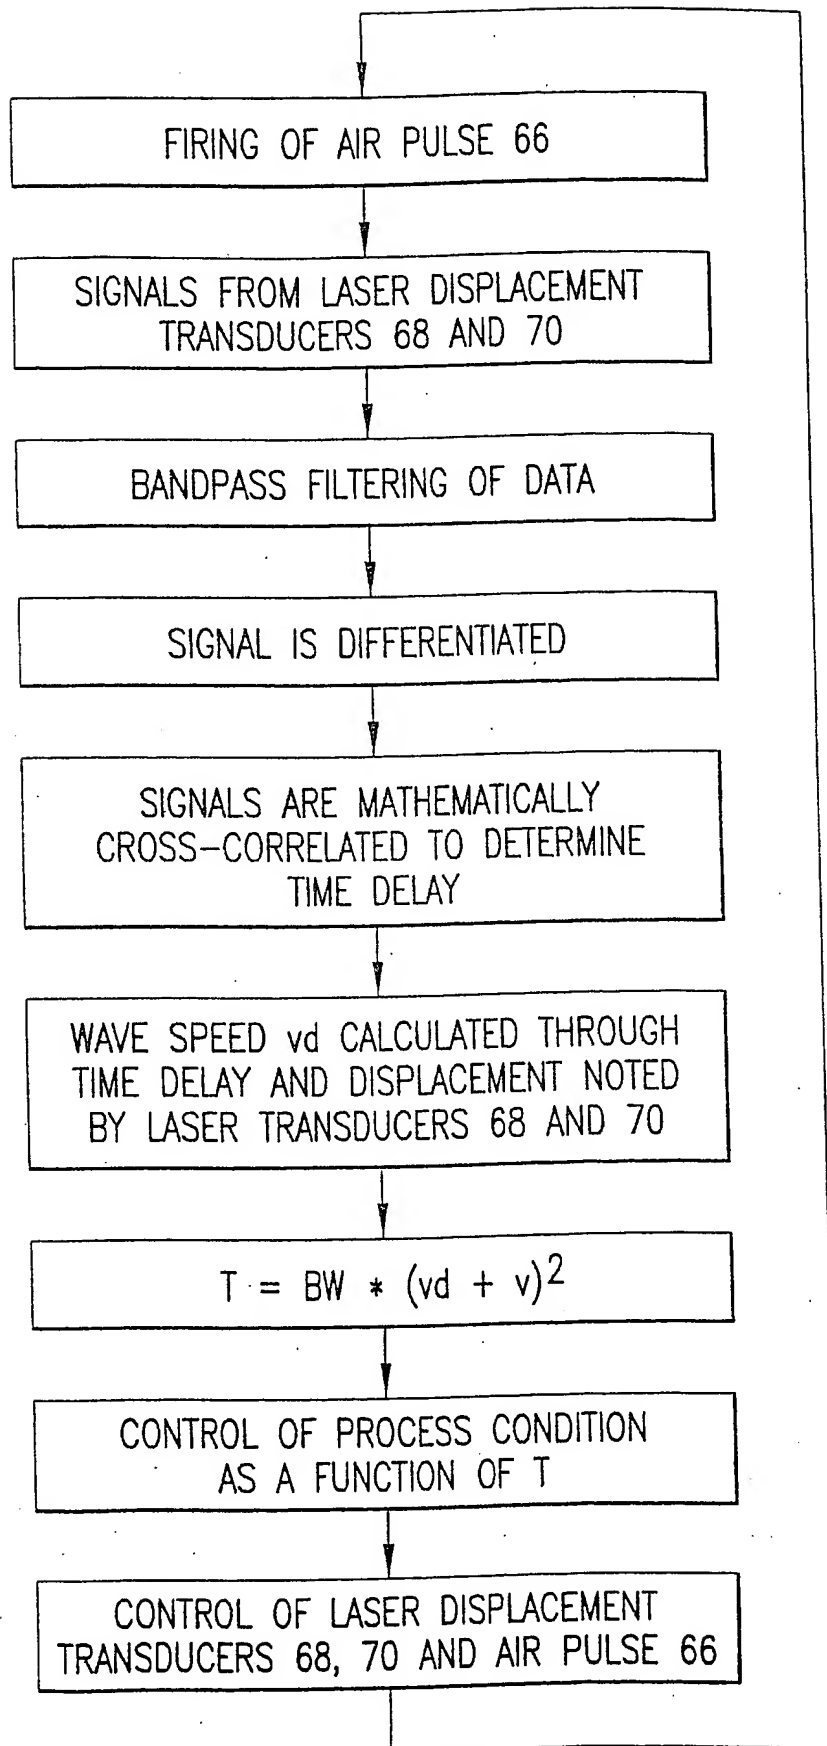 FIRING OF AIR PULSE 66
SIGNALS FROM LASER DISPLACEMENT
TRANSDUCERS 68 AND 70
BANDPASS FILTERING OF DATA
SIGNAL IS DIFFERENTIATED
SIGNALS ARE MATHEMATICALLY
CROSS-CORRELATED TO DETERMINE
TIME DELAY
WAVE SPEED vd CALCULATED THROUGH
TIME DELAY AND DISPLACEMENT NOTED
BY LASER TRANSDUCERS 68 AND 70
T = BW * (vd + v)²
CONTROL OF PROCESS CONDITION
AS A FUNCTION OF T
CONTROL OF LASER DISPLACEMENT
TRANSDUCERS 68, 70 AND AIR PULSE 66